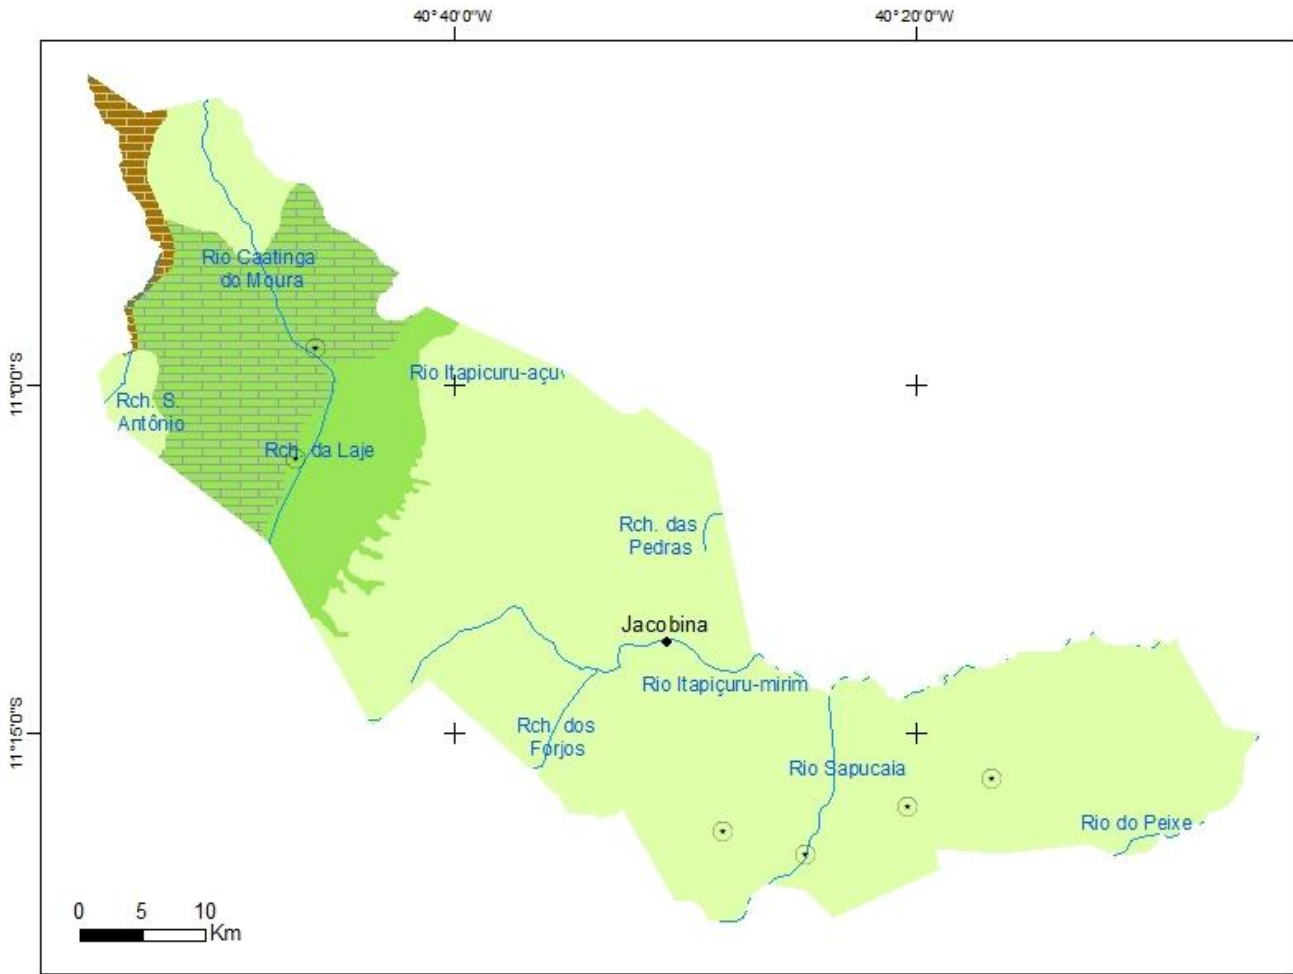 40°40'0"W
40°20'0"W
Rio Caatinga
do Moura
11°0'0"S
Rio Itapicuru-açu
Rch. S.
Antônio
Rch. da Laje
Rch. das
Pedras
Jacobina
Rio Itapiçuru-mirim
Rch. dos
Forjos
11°15'0"S
Rio Sapucaia
Rio do Peixe
0 5 10
Km